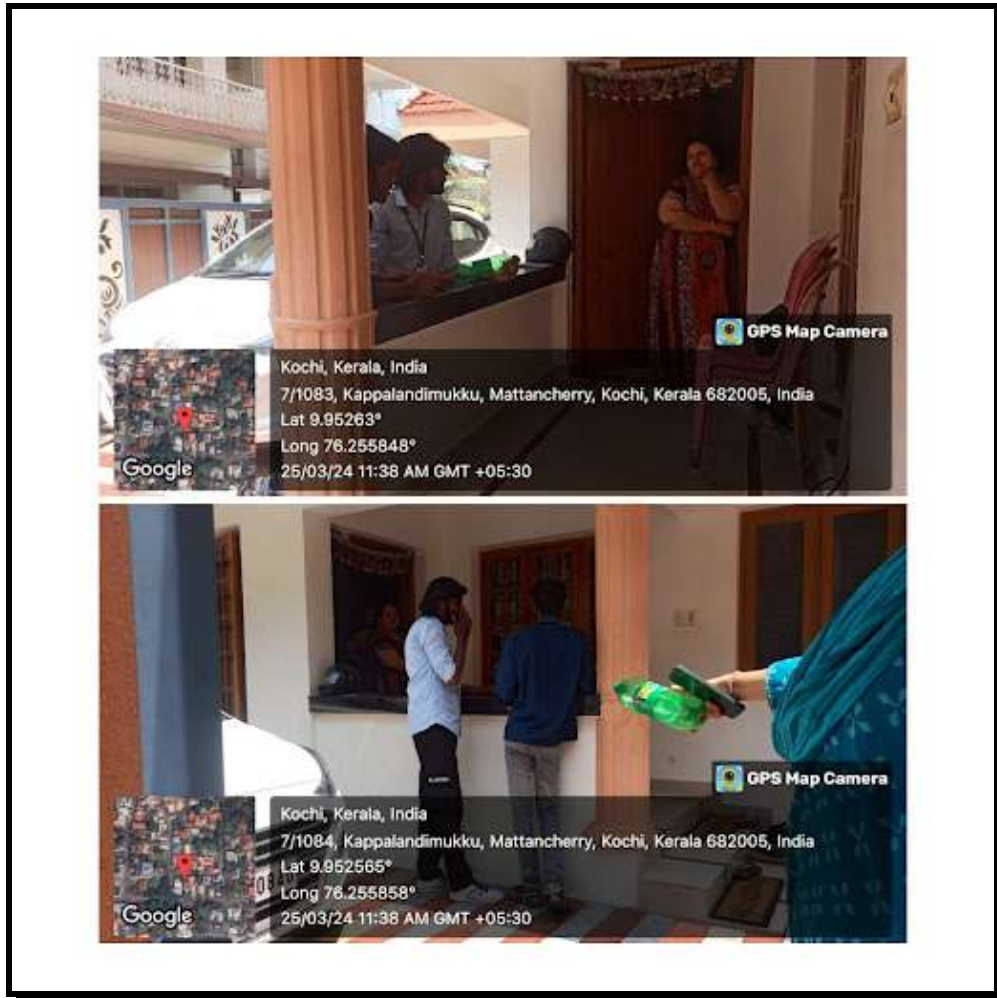 GPS Map Camera
Kochi, Kerala, India
7/1083, Kappalandimukku, Mattancherry, Kochi, Kerala 682005, India
Lat 9.95263°
Long 76.255848°
25/03/24 11:38 AM GMT +05:30
Google
GPS Map Camera
Kochi, Kerala, India
7/1084, Kappalandimukku, Mattancherry, Kochi, Kerala 682005, India
Lat 9.952565°
Long 76.255858°
25/03/24 11:38 AM GMT +05:30
Google